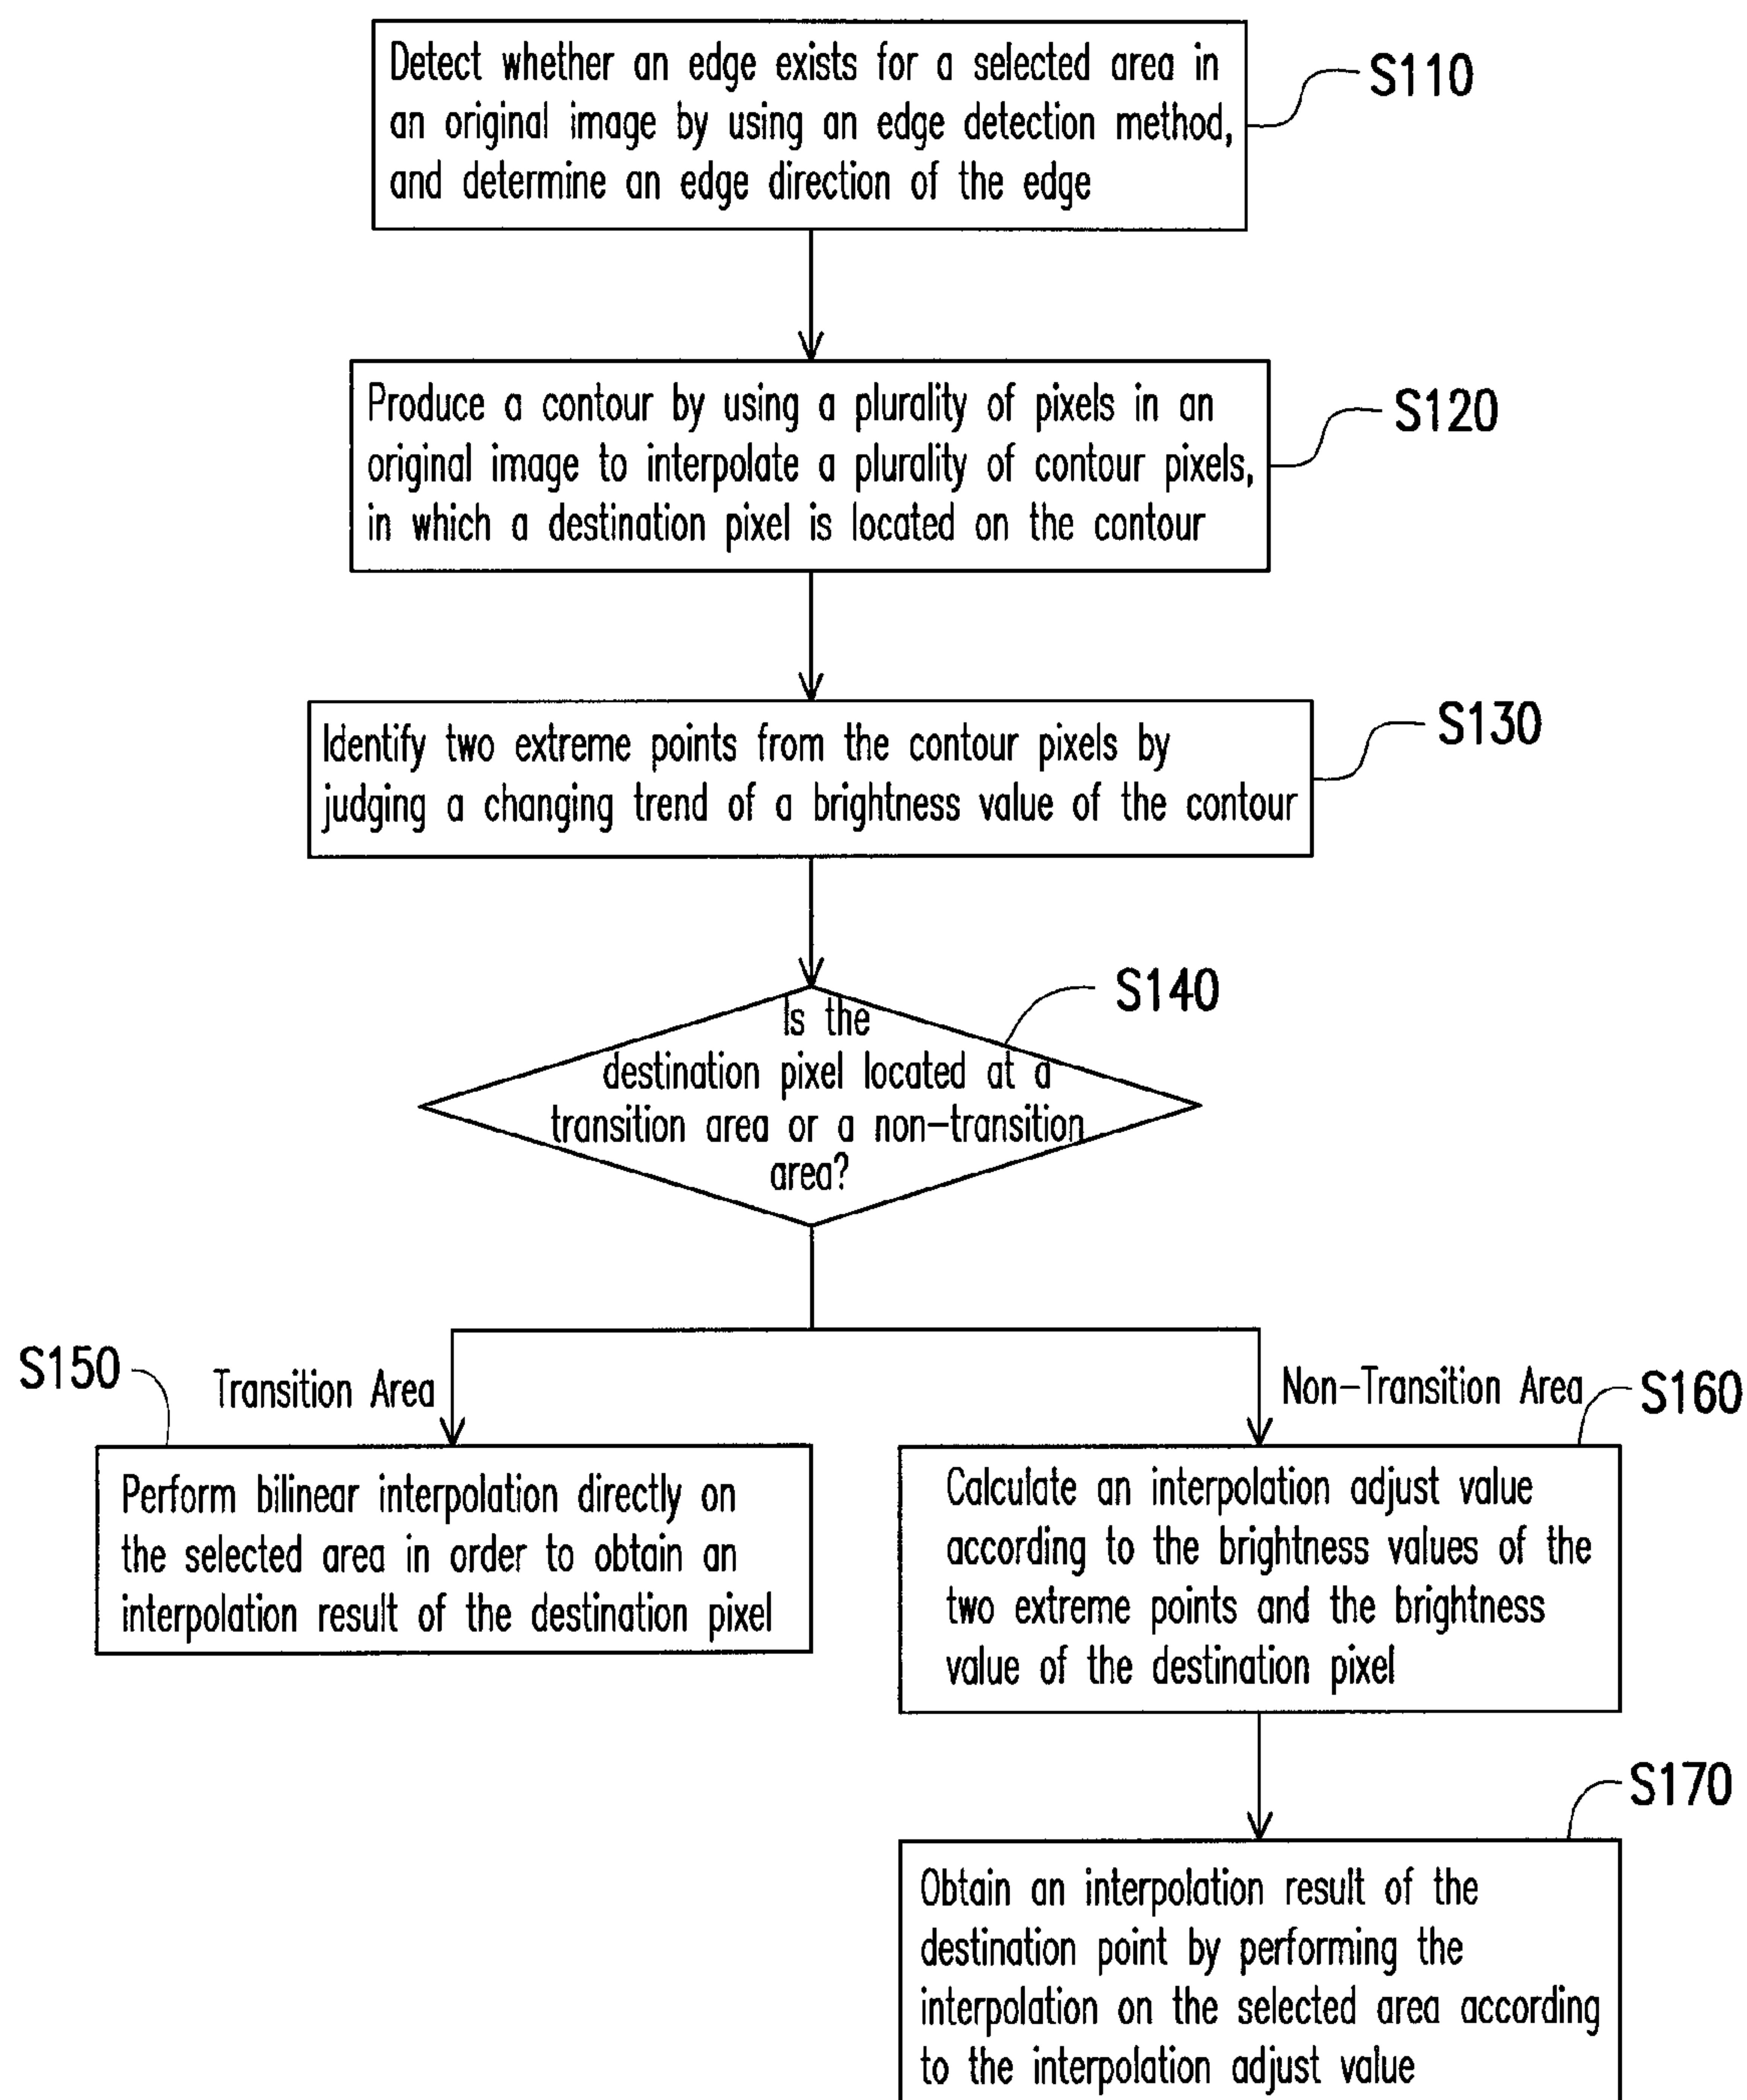 Detect whether an edge exists for a selected area in
an original image by using an edge detection method,
and determine an edge direction of the edge
S110
Produce a contour by using a plurality of pixels in an
original image to interpolate a plurality of contour pixels,
in which a destination pixel is located on the contour
S120
Identify two extreme points from the contour pixels by
judging a changing trend of a brightness value of the contour
S130
Is the
destination pixel located at a
transition area or a non-transition
area?
S140
S150
Transition Area
Non-Transition Area
S160
Perform bilinear interpolation directly on
the selected area in order to obtain an
interpolation result of the destination pixel
Calculate an interpolation adjust value
according to the brightness values of the
two extreme points and the brightness
value of the destination pixel
S170
Obtain an interpolation result of the
destination point by performing the
interpolation on the selected area according
to the interpolation adjust value